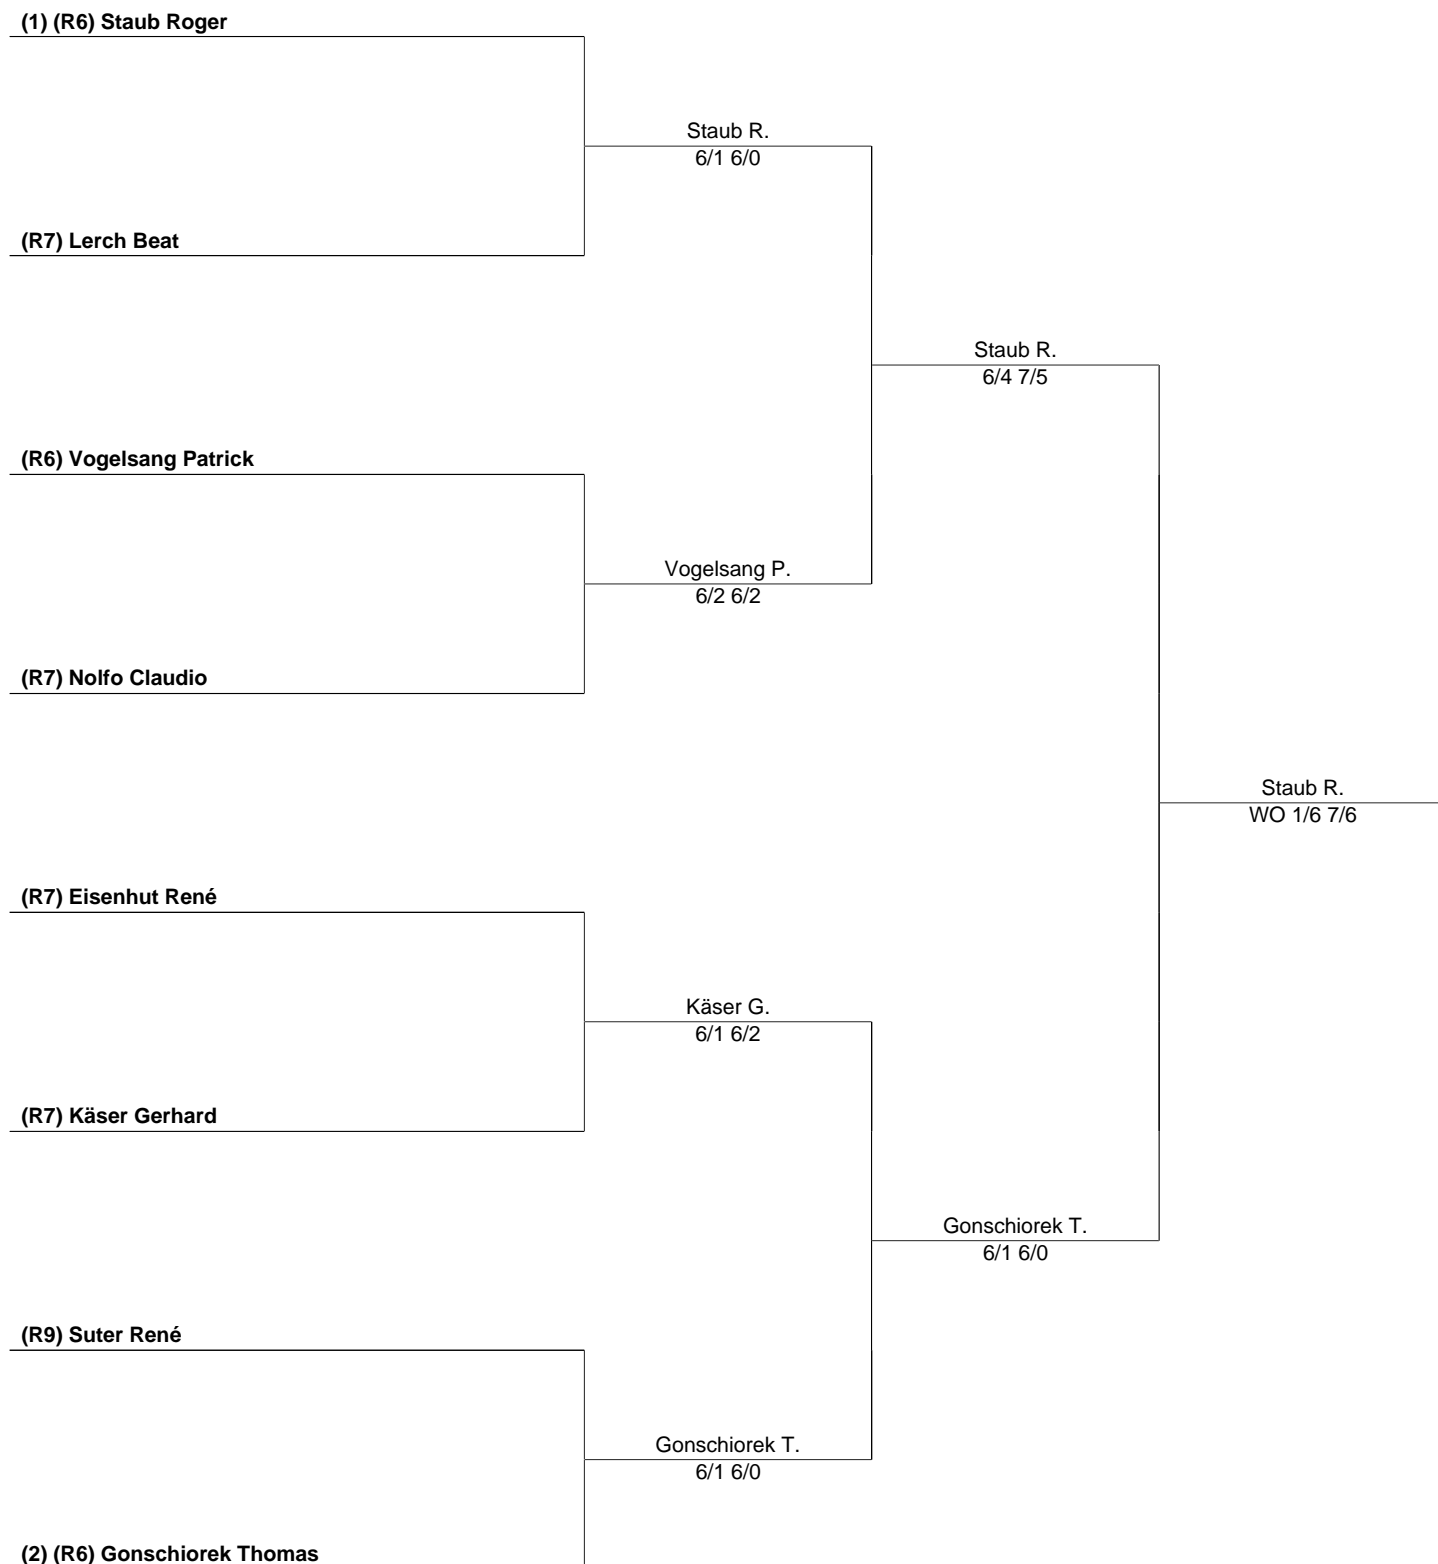 (1) (R6) Staub Roger
Staub R.
6/1 6/0
(R7) Lerch Beat
Staub R.
6/4 7/5
(R6) Vogelsang Patrick
Vogelsang P.
6/2 6/2
(R7) Nolfo Claudio
Staub R.
WO 1/6 7/6
(R7) Eisenhut René
Käser G.
6/1 6/2
(R7) Käser Gerhard
Gonschiorek T.
6/1 6/0
(R9) Suter René
Gonschiorek T.
6/1 6/0
(2) (R6) Gonschiorek Thomas